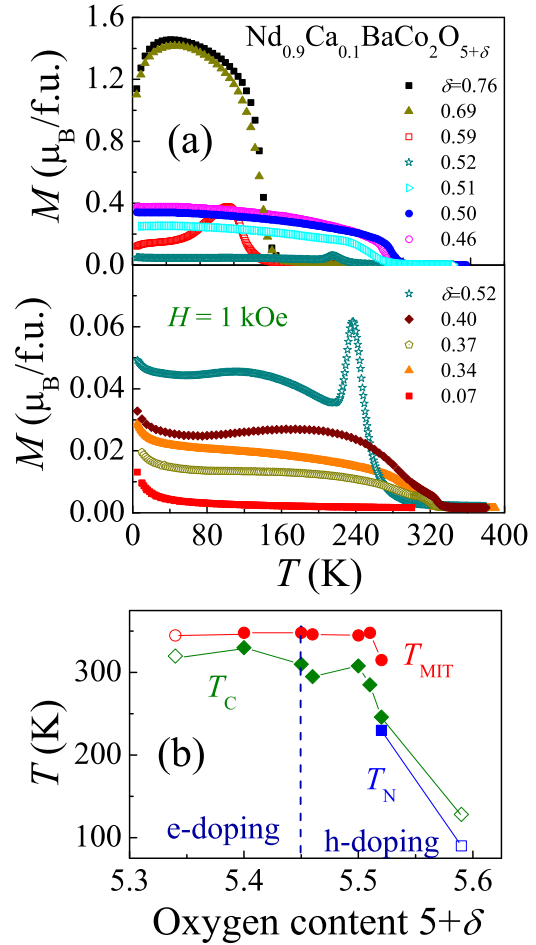 Nd0.9Ca0.1BaCo2O5+δ
(a)
δ=0.76
0.69
0.59
0.52
0.51
0.50
0.46
M (μB/f.u.)
1.6
1.2
0.8
0.4
0.0
H = 1 kOe
δ=0.52
0.40
0.37
0.34
0.07
M (μB/f.u.)
0.06
0.04
0.02
0.00
0 80 160 240 320 400
T (K)
(b)
TMIT
TC
TN
e-doping
h-doping
T (K)
300
200
100
5.3 5.4 5.5 5.6
Oxygen content 5+δ